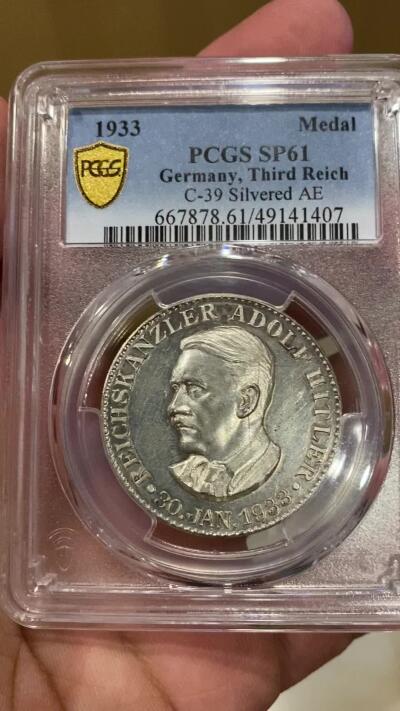 1933 Medal
PCGS
PCGS SP61
Germany, Third Reich
C-39 Silvered AE
667878.61/49141407
REICHSKANZLER ADOLF HITLER
· 30. JAN. 1933 ·